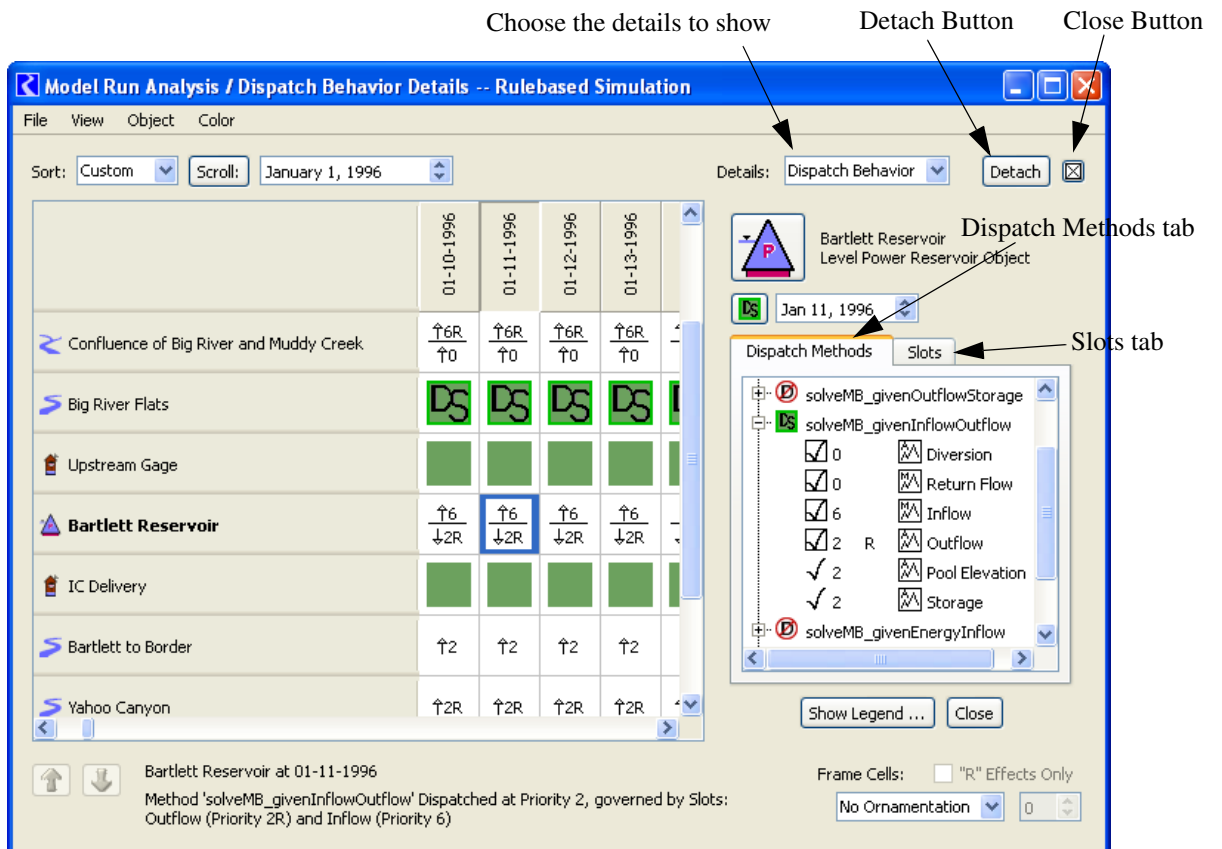 Choose the details to show
Detach Button
Close Button
Model Run Analysis / Dispatch Behavior Details -- Rulebased Simulation
File View Object Color
Sort: Custom Scroll: January 1, 1996
Details: Dispatch Behavior Detach
01-10-1996 01-11-1996 01-12-1996 01-13-1996
P
Bartlett Reservoir
Level Power Reservoir Object
Dispatch Methods tab
DS Jan 11, 1996
Slots tab
Dispatch Methods Slots
Confluence of Big River and Muddy Creek
↑6R ↑6R ↑6R ↑6R
↑0 ↑0 ↑0 ↑0
Big River Flats DS DS DS DS
Upstream Gage
P Bartlett Reservoir
↑6 ↑6 ↑6 ↑6
↓2R ↓2R ↓2R ↓2R
IC Delivery
Bartlett to Border ↑2 ↑2 ↑2 ↑2
Yahoo Canyon ↑2R ↑2R ↑2R ↑2R
D solveMB_givenOutflowStorage
DS solveMB_givenInflowOutflow
0 Diversion
0 Return Flow
6 Inflow
2 R Outflow
2 Pool Elevation
2 Storage
D solveMB_givenEnergyInflow
Show Legend ... Close
Bartlett Reservoir at 01-11-1996
Method 'solveMB_givenInflowOutflow' Dispatched at Priority 2, governed by Slots:
Outflow (Priority 2R) and Inflow (Priority 6)
Frame Cells: "R" Effects Only
No Ornamentation 0